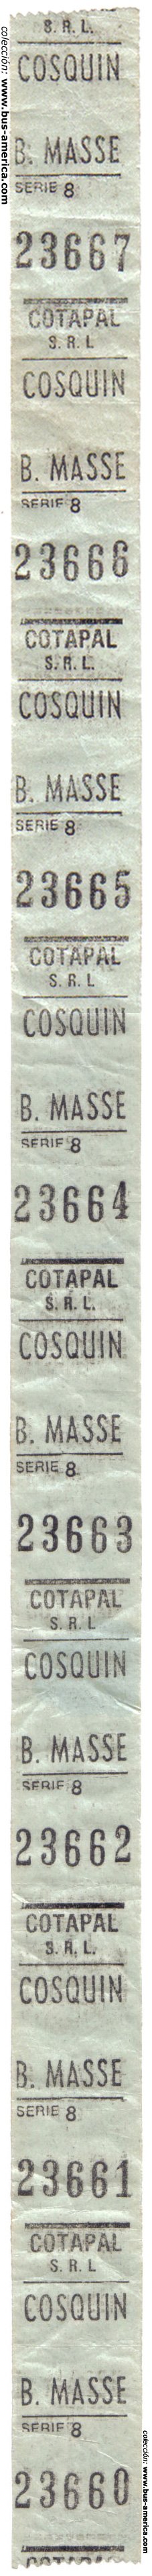 colección: www.bus-america.com
S. R. L.
COSQUIN
B. MASSE
SERIE 8
23667
COTAPAL
S. R. L
COSQUIN
B. MASSE
SERIE 8
23666
COTAPAL
S. R. L.
COSQUIN
B. MASSE
SERIE 8
23665
COTAPAL
S. R. L
COSQUIN
B. MASSE
SERIE 8
23664
COTAPAL
S. R. L.
COSQUIN
B. MASSE
SERIE 8
23663
COTAPAL
S. R. L
COSQUIN
B. MASSE
SERIE 8
23662
COTAPAL
S. R. L.
COSQUIN
B. MASSE
SERIE 8
23661
COTAPAL
S. R. L
COSQUIN
B. MASSE
SERIE 8
23660
COTAPAL
colección: www.bus-america.com